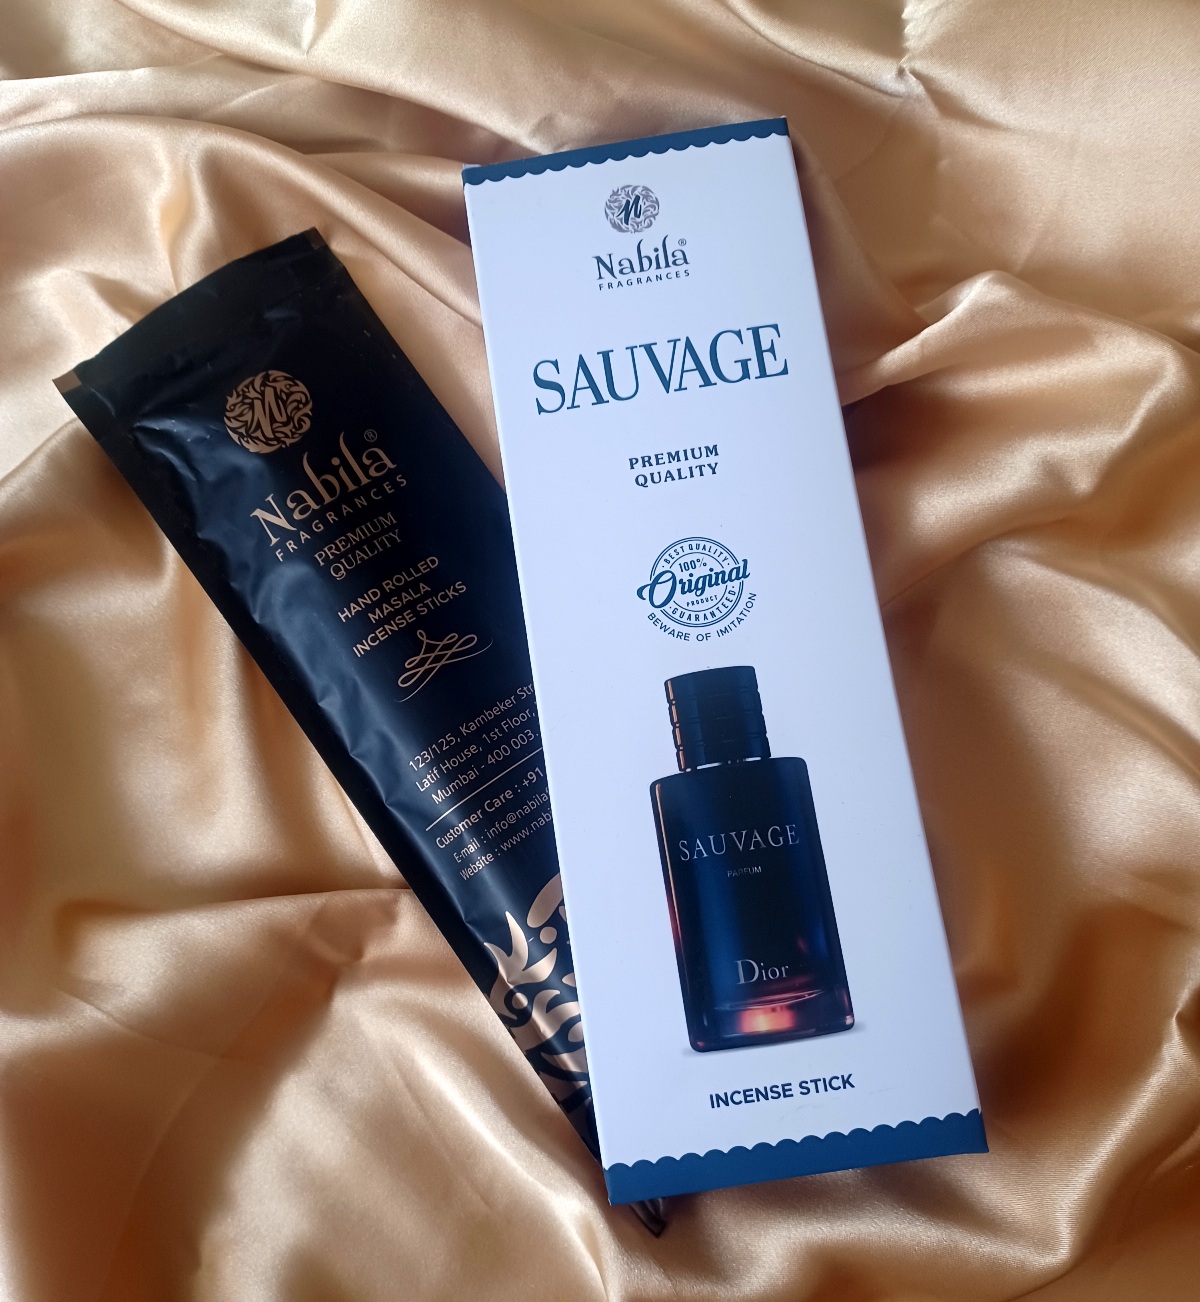 Nabila®
FRAGRANCES
PREMIUM
QUALITY
HAND ROLLED
MASALA
INCENSE STICKS
123/125, Kambeker
Latif House, 1st Floor,
Mumbai - 400 003.
Customer Care : +91
E-mail : info@nabila
Website : www.nab
n
Nabila®
FRAGRANCES
SAUVAGE
PREMIUM
QUALITY
BEST QUALITY
100%
Original
PRODUCT
GUARANTEED
BEWARE OF IMITATION
SAUVAGE
PARFUM
Dior
INCENSE STICK